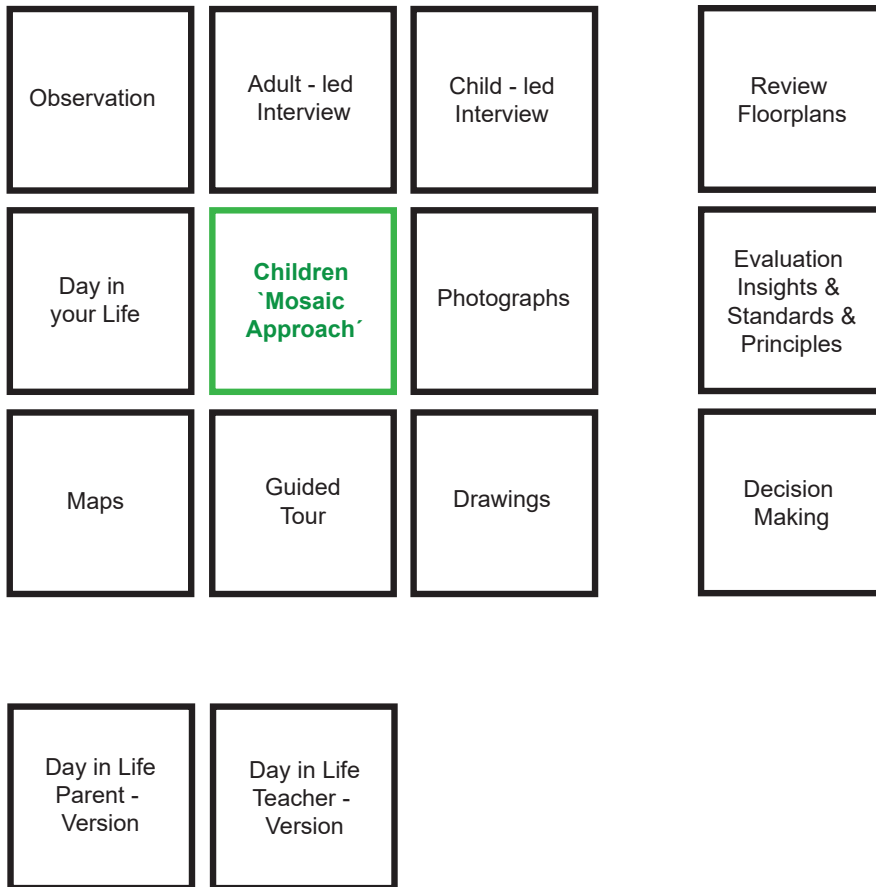 Observation
Adult - led
Interview
Child - led
Interview
Review
Floorplans
Day in
your Life
Children
`Mosaic
Approach´
Photographs
Evaluation
Insights &
Standards &
Principles
Maps
Guided
Tour
Drawings
Decision
Making
Day in Life
Parent -
Version
Day in Life
Teacher -
Version